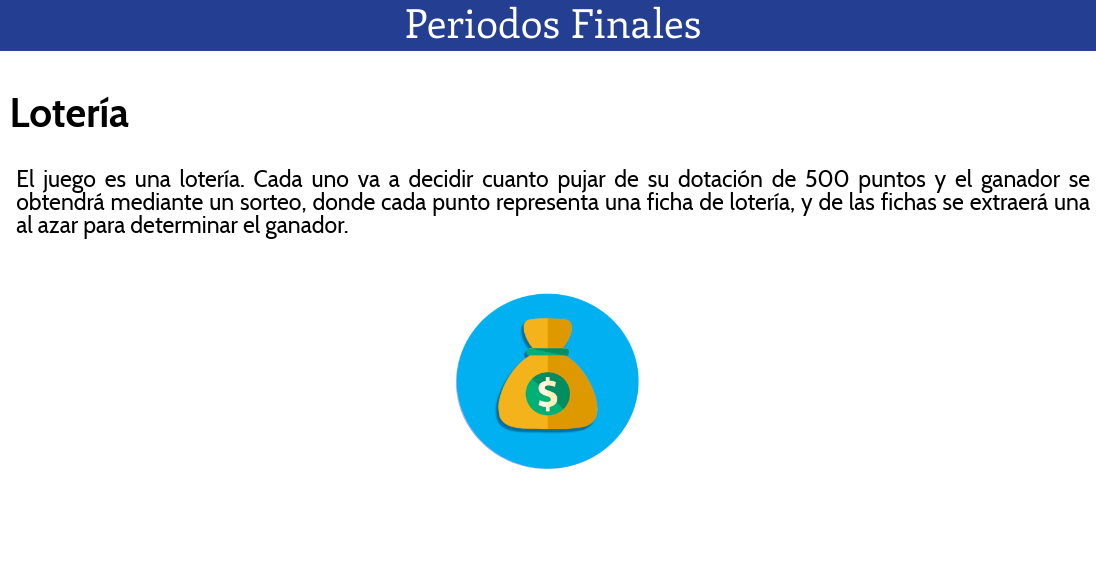 Periodos Finales
Lotería
El juego es una lotería. Cada uno va a decidir cuanto pujar de su dotación de 500 puntos y el ganador se
obtendrá mediante un sorteo, donde cada punto representa una ficha de lotería, y de las fichas se extraerá una
al azar para determinar el ganador.
$